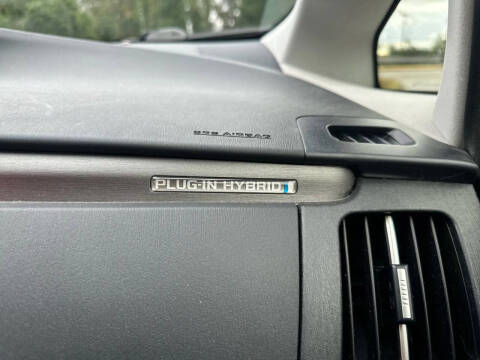 SRS AIRBAG
PLUG-IN HYBRID